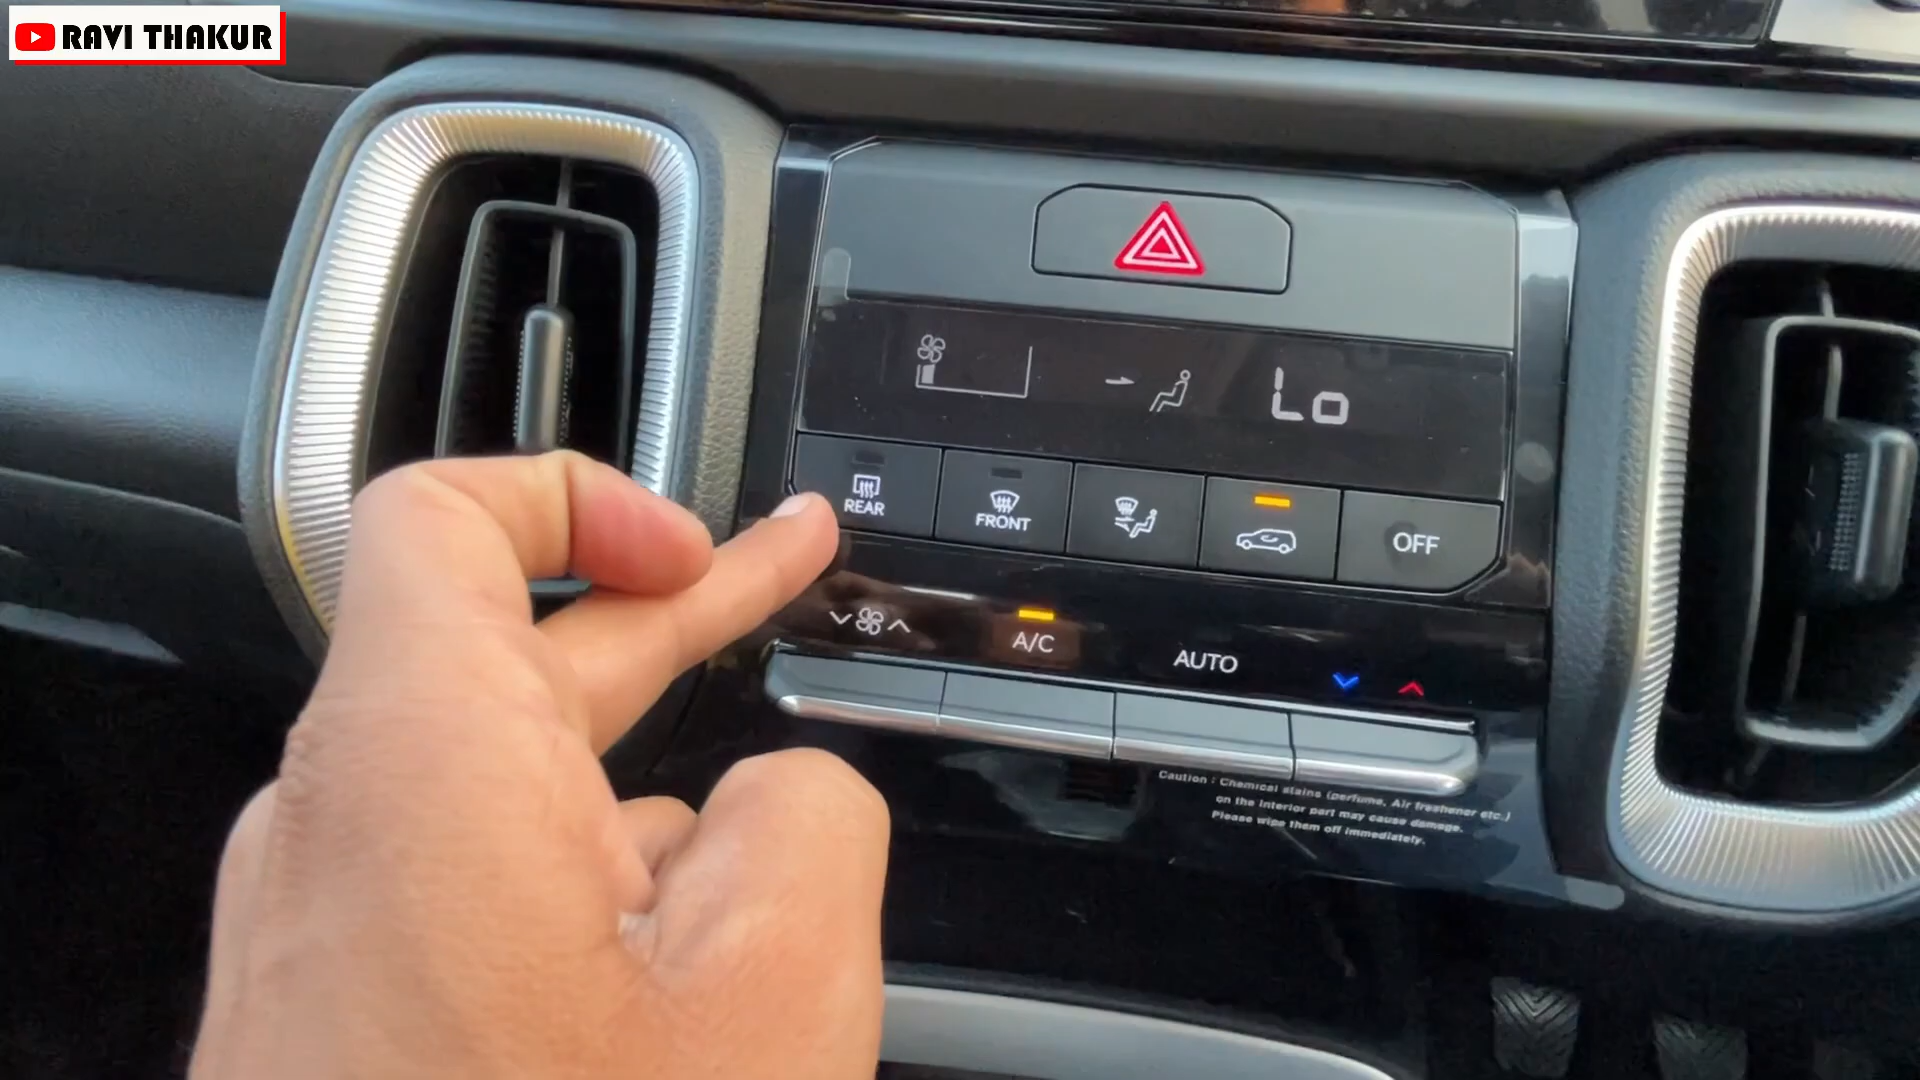 RAVI THAKUR
Lo
REAR
FRONT
OFF
A/C
AUTO
Caution : Chemical stains (perfume, Air freshener etc.)
on the interior part may cause damage.
Please wipe them off immediately.